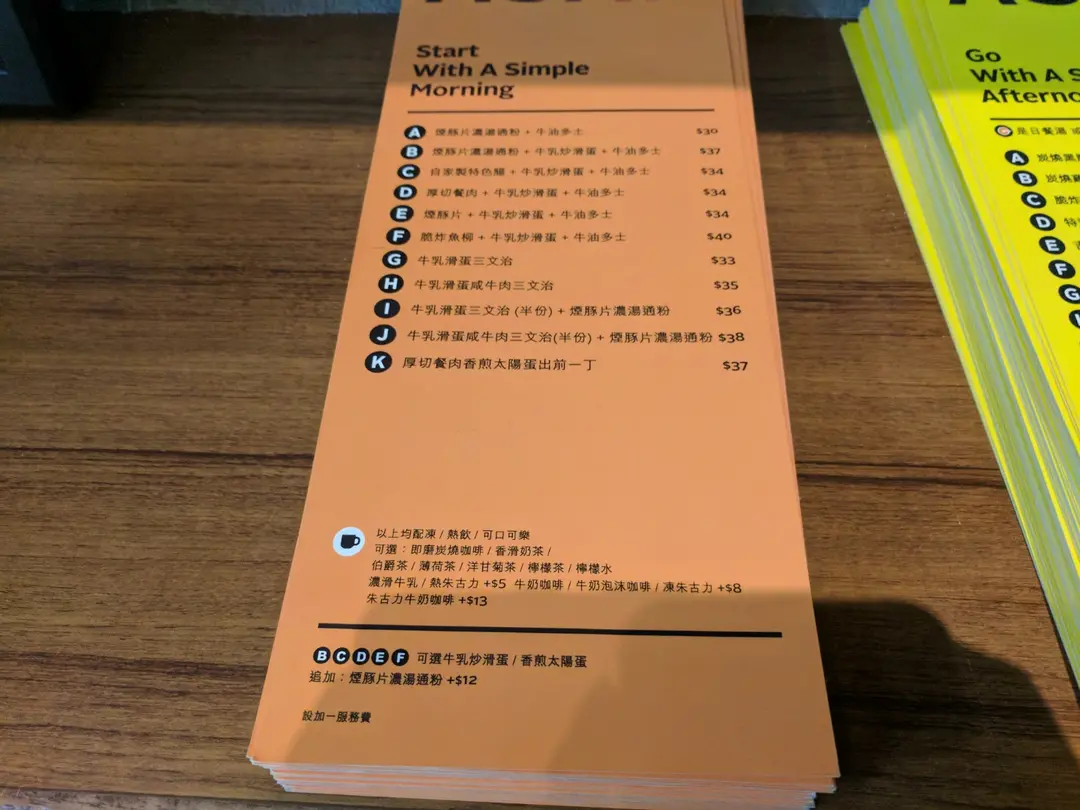 Start
With A Simple
Morning
A 煙豚片濃湯通粉 + 牛油多士 $30
B 煙豚片濃湯通粉 + 牛乳炒滑蛋 + 牛油多士 $37
C 自家製特色腸 + 牛乳炒滑蛋 + 牛油多士 $34
D 厚切餐肉 + 牛乳炒滑蛋 + 牛油多士 $34
E 煙豚片 + 牛乳炒滑蛋 + 牛油多士 $34
F 脆炸魚柳 + 牛乳炒滑蛋 + 牛油多士 $40
G 牛乳滑蛋三文治 $33
H 牛乳滑蛋咸牛肉三文治 $35
I 牛乳滑蛋三文治 (半份) + 煙豚片濃湯通粉 $36
J 牛乳滑蛋咸牛肉三文治(半份) + 煙豚片濃湯通粉 $38
K 厚切餐肉香煎太陽蛋出前一丁 $37
以上均配凍 / 熱飲 / 可口可樂
可選：即磨炭燒咖啡 / 香滑奶茶 /
伯爵茶 / 薄荷茶 / 洋甘菊茶 / 檸檬茶 / 檸檬水
濃滑牛乳 / 熱朱古力 +$5 牛奶咖啡 / 牛奶泡沫咖啡 / 凍朱古力 +$8
朱古力牛奶咖啡 +$13
B C D E F 可選牛乳炒滑蛋 / 香煎太陽蛋
追加：煙豚片濃湯通粉 +$12
設加一服務費
Go
With A S
Afterno
是日餐湯
A 炭燒黑
B 炭燒
C 脆炸
D 特
E
F
G